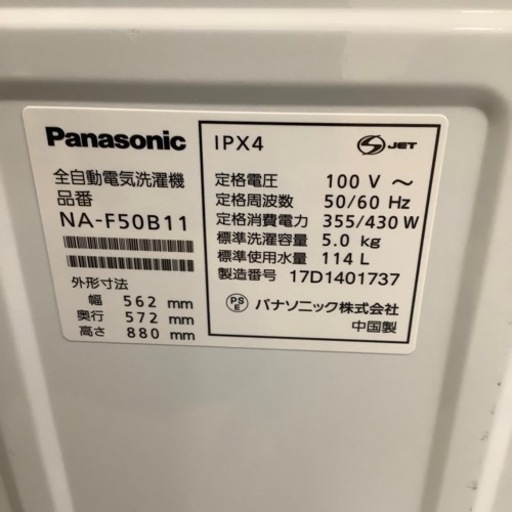 Panasonic
全自動電気洗濯機
品番
NA-F50B11
外形寸法
幅 562 mm
奥行 572 mm
高さ 880 mm
IPX4
S JET
定格電圧 100 V ～
定格周波数 50/60 Hz
定格消費電力 355/430 W
標準洗濯容量 5.0 kg
標準使用水量 114 L
製造番号 17D1401737
PS E パナソニック株式会社
中国製